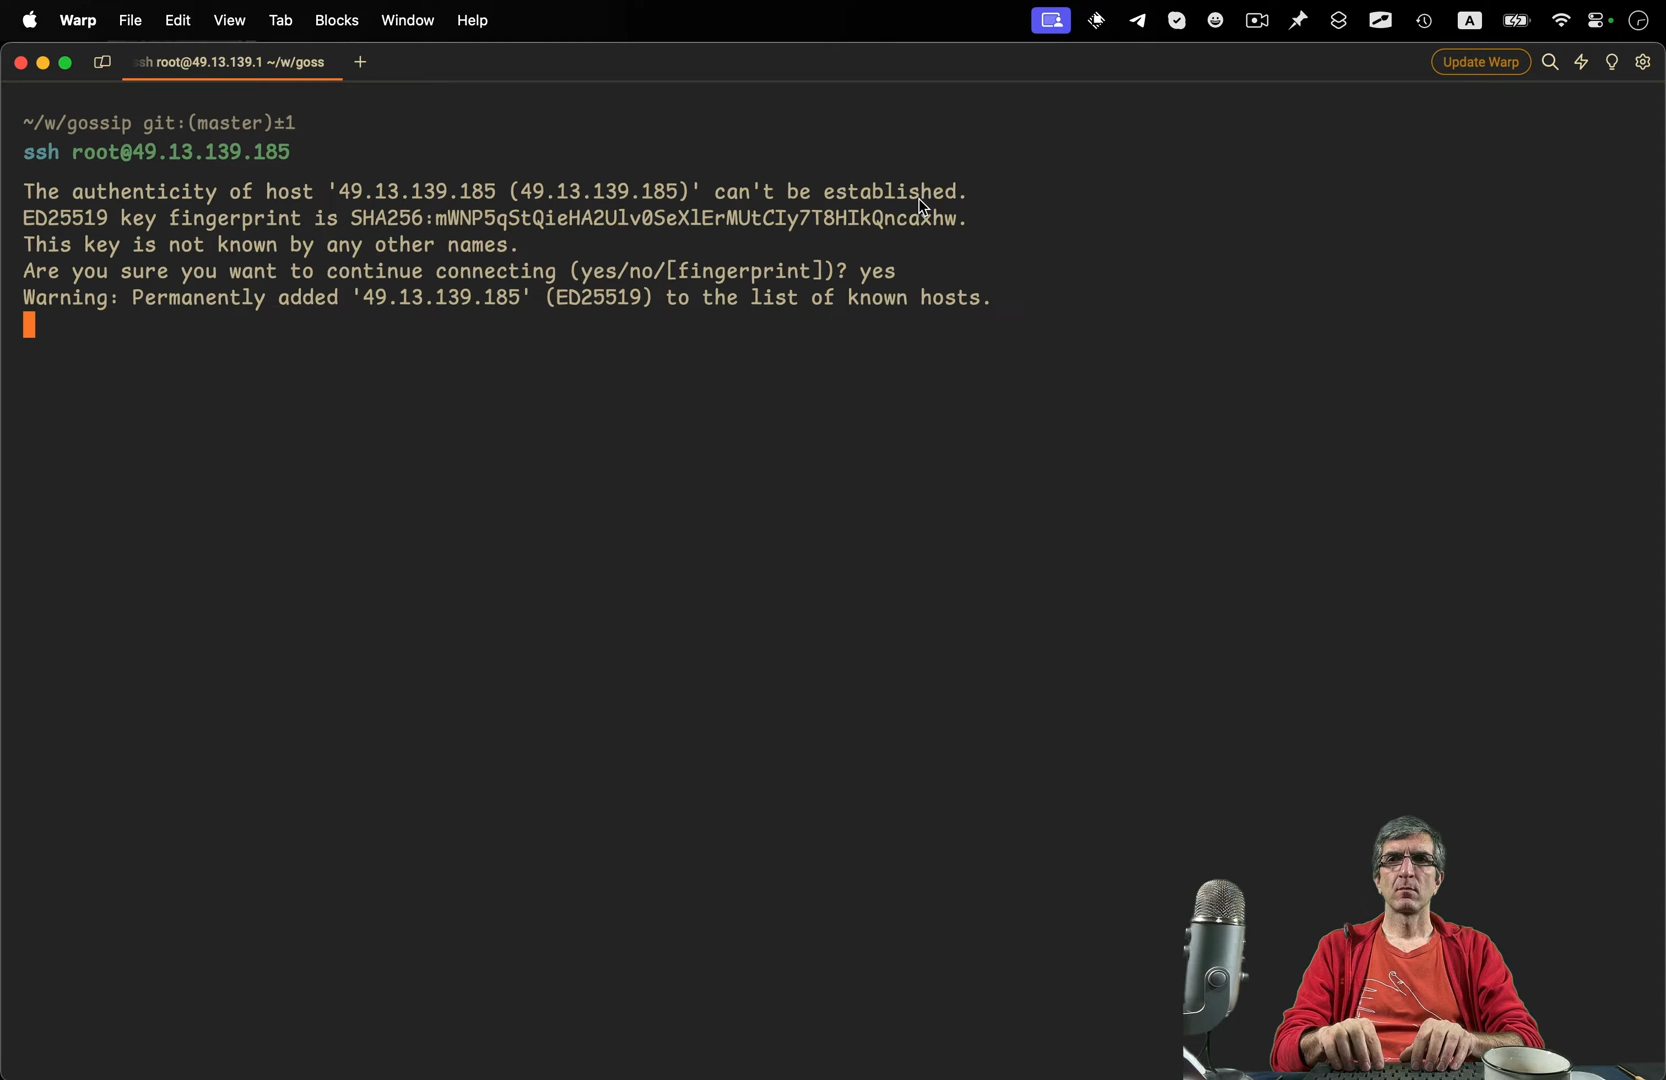 Warp File Edit View Tab Blocks Window Help
A
ssh root@49.13.139.1 ~/w/goss
Update Warp
~/w/gossip git:(master)±1
ssh root@49.13.139.185
The authenticity of host '49.13.139.185 (49.13.139.185)' can't be established.
ED25519 key fingerprint is SHA256:mWNP5qStQieHA2Ulv0SeXlErMUtCIy7T8HIkQncaxhw.
This key is not known by any other names.
Are you sure you want to continue connecting (yes/no/[fingerprint])? yes
Warning: Permanently added '49.13.139.185' (ED25519) to the list of known hosts.